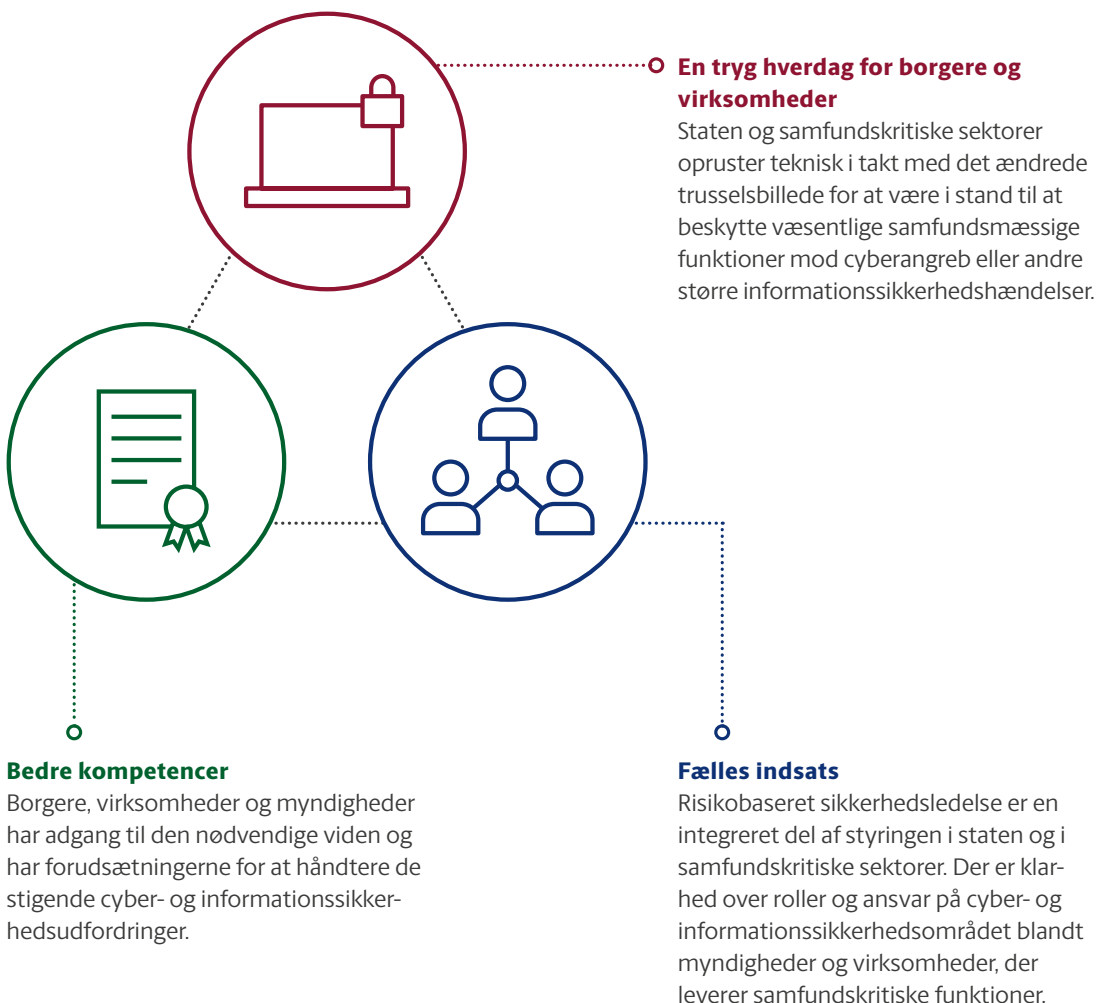 En tryg hverdag for borgere og
virksomheder
Staten og samfundskritiske sektorer
opruster teknisk i takt med det ændrede
trusselsbillede for at være i stand til at
beskytte væsentlige samfundsmæssige
funktioner mod cyberangreb eller andre
større informationssikkerhedshændelser.
Bedre kompetencer
Borgere, virksomheder og myndigheder
har adgang til den nødvendige viden og
har forudsætningerne for at håndtere de
stigende cyber- og informationssikker-
hedsudfordringer.
Fælles indsats
Risikobaseret sikkerhedsledelse er en
integreret del af styringen i staten og i
samfundskritiske sektorer. Der er klar-
hed over roller og ansvar på cyber- og
informationssikkerhedsområdet blandt
myndigheder og virksomheder, der
leverer samfundskritiske funktioner.